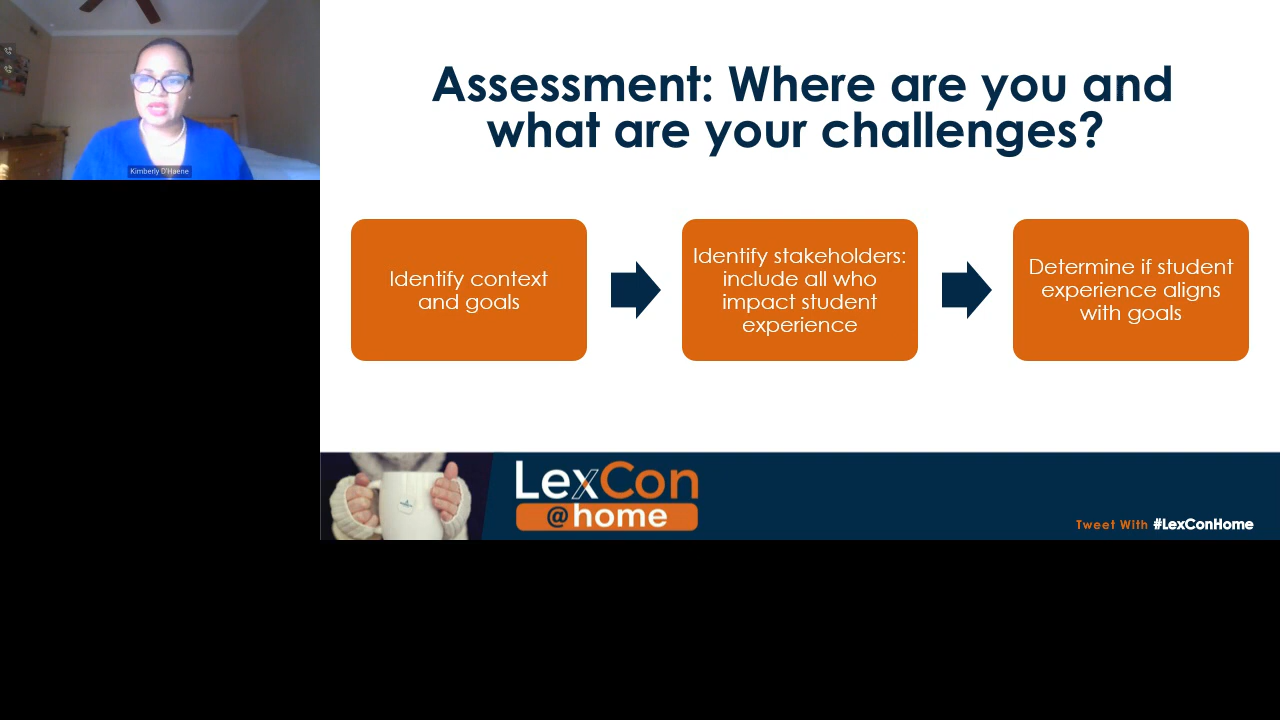 Kimberly D'Haene
Assessment: Where are you and
what are your challenges?
Identify context
and goals
Identify stakeholders:
include all who
impact student
experience
Determine if student
experience aligns
with goals
LexCon
@home
Tweet With #LexConHome